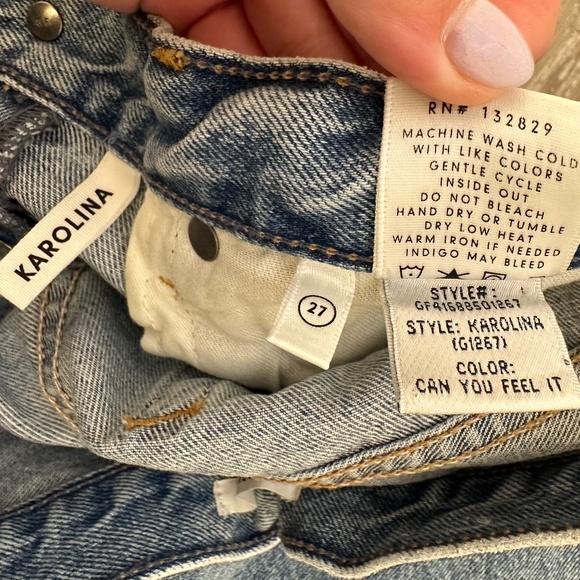 KAROLINA
27
RN# 132829
MACHINE WASH COLD
WITH LIKE COLORS
GENTLE CYCLE
INSIDE OUT
DO NOT BLEACH
HAND DRY OR TUMBLE
DRY LOW HEAT
WARM IRON IF NEEDED
INDIGO MAY BLEED
STYLE#:
GF41688501267
STYLE: KAROLINA
(G1267)
COLOR:
CAN YOU FEEL IT